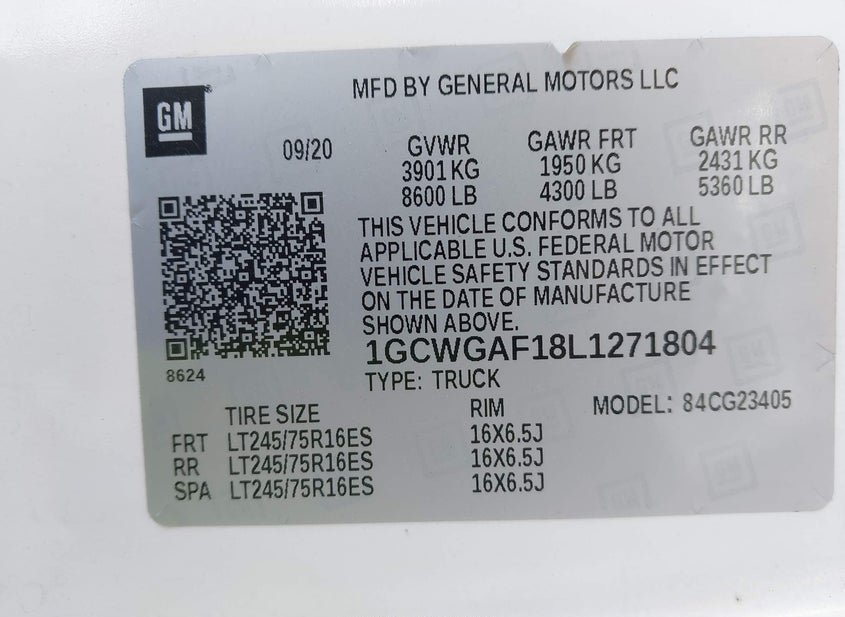 MFD BY GENERAL MOTORS LLC
GM®
09/20
GVWR GAWR FRT GAWR RR
3901 KG 1950 KG 2431 KG
8600 LB 4300 LB 5360 LB
THIS VEHICLE CONFORMS TO ALL
APPLICABLE U.S. FEDERAL MOTOR
VEHICLE SAFETY STANDARDS IN EFFECT
ON THE DATE OF MANUFACTURE
SHOWN ABOVE.
1GCWGAF18L1271804
8624
TYPE: TRUCK
MODEL: 84CG23405
TIRE SIZE RIM
FRT LT245/75R16ES 16X6.5J
RR LT245/75R16ES 16X6.5J
SPA LT245/75R16ES 16X6.5J